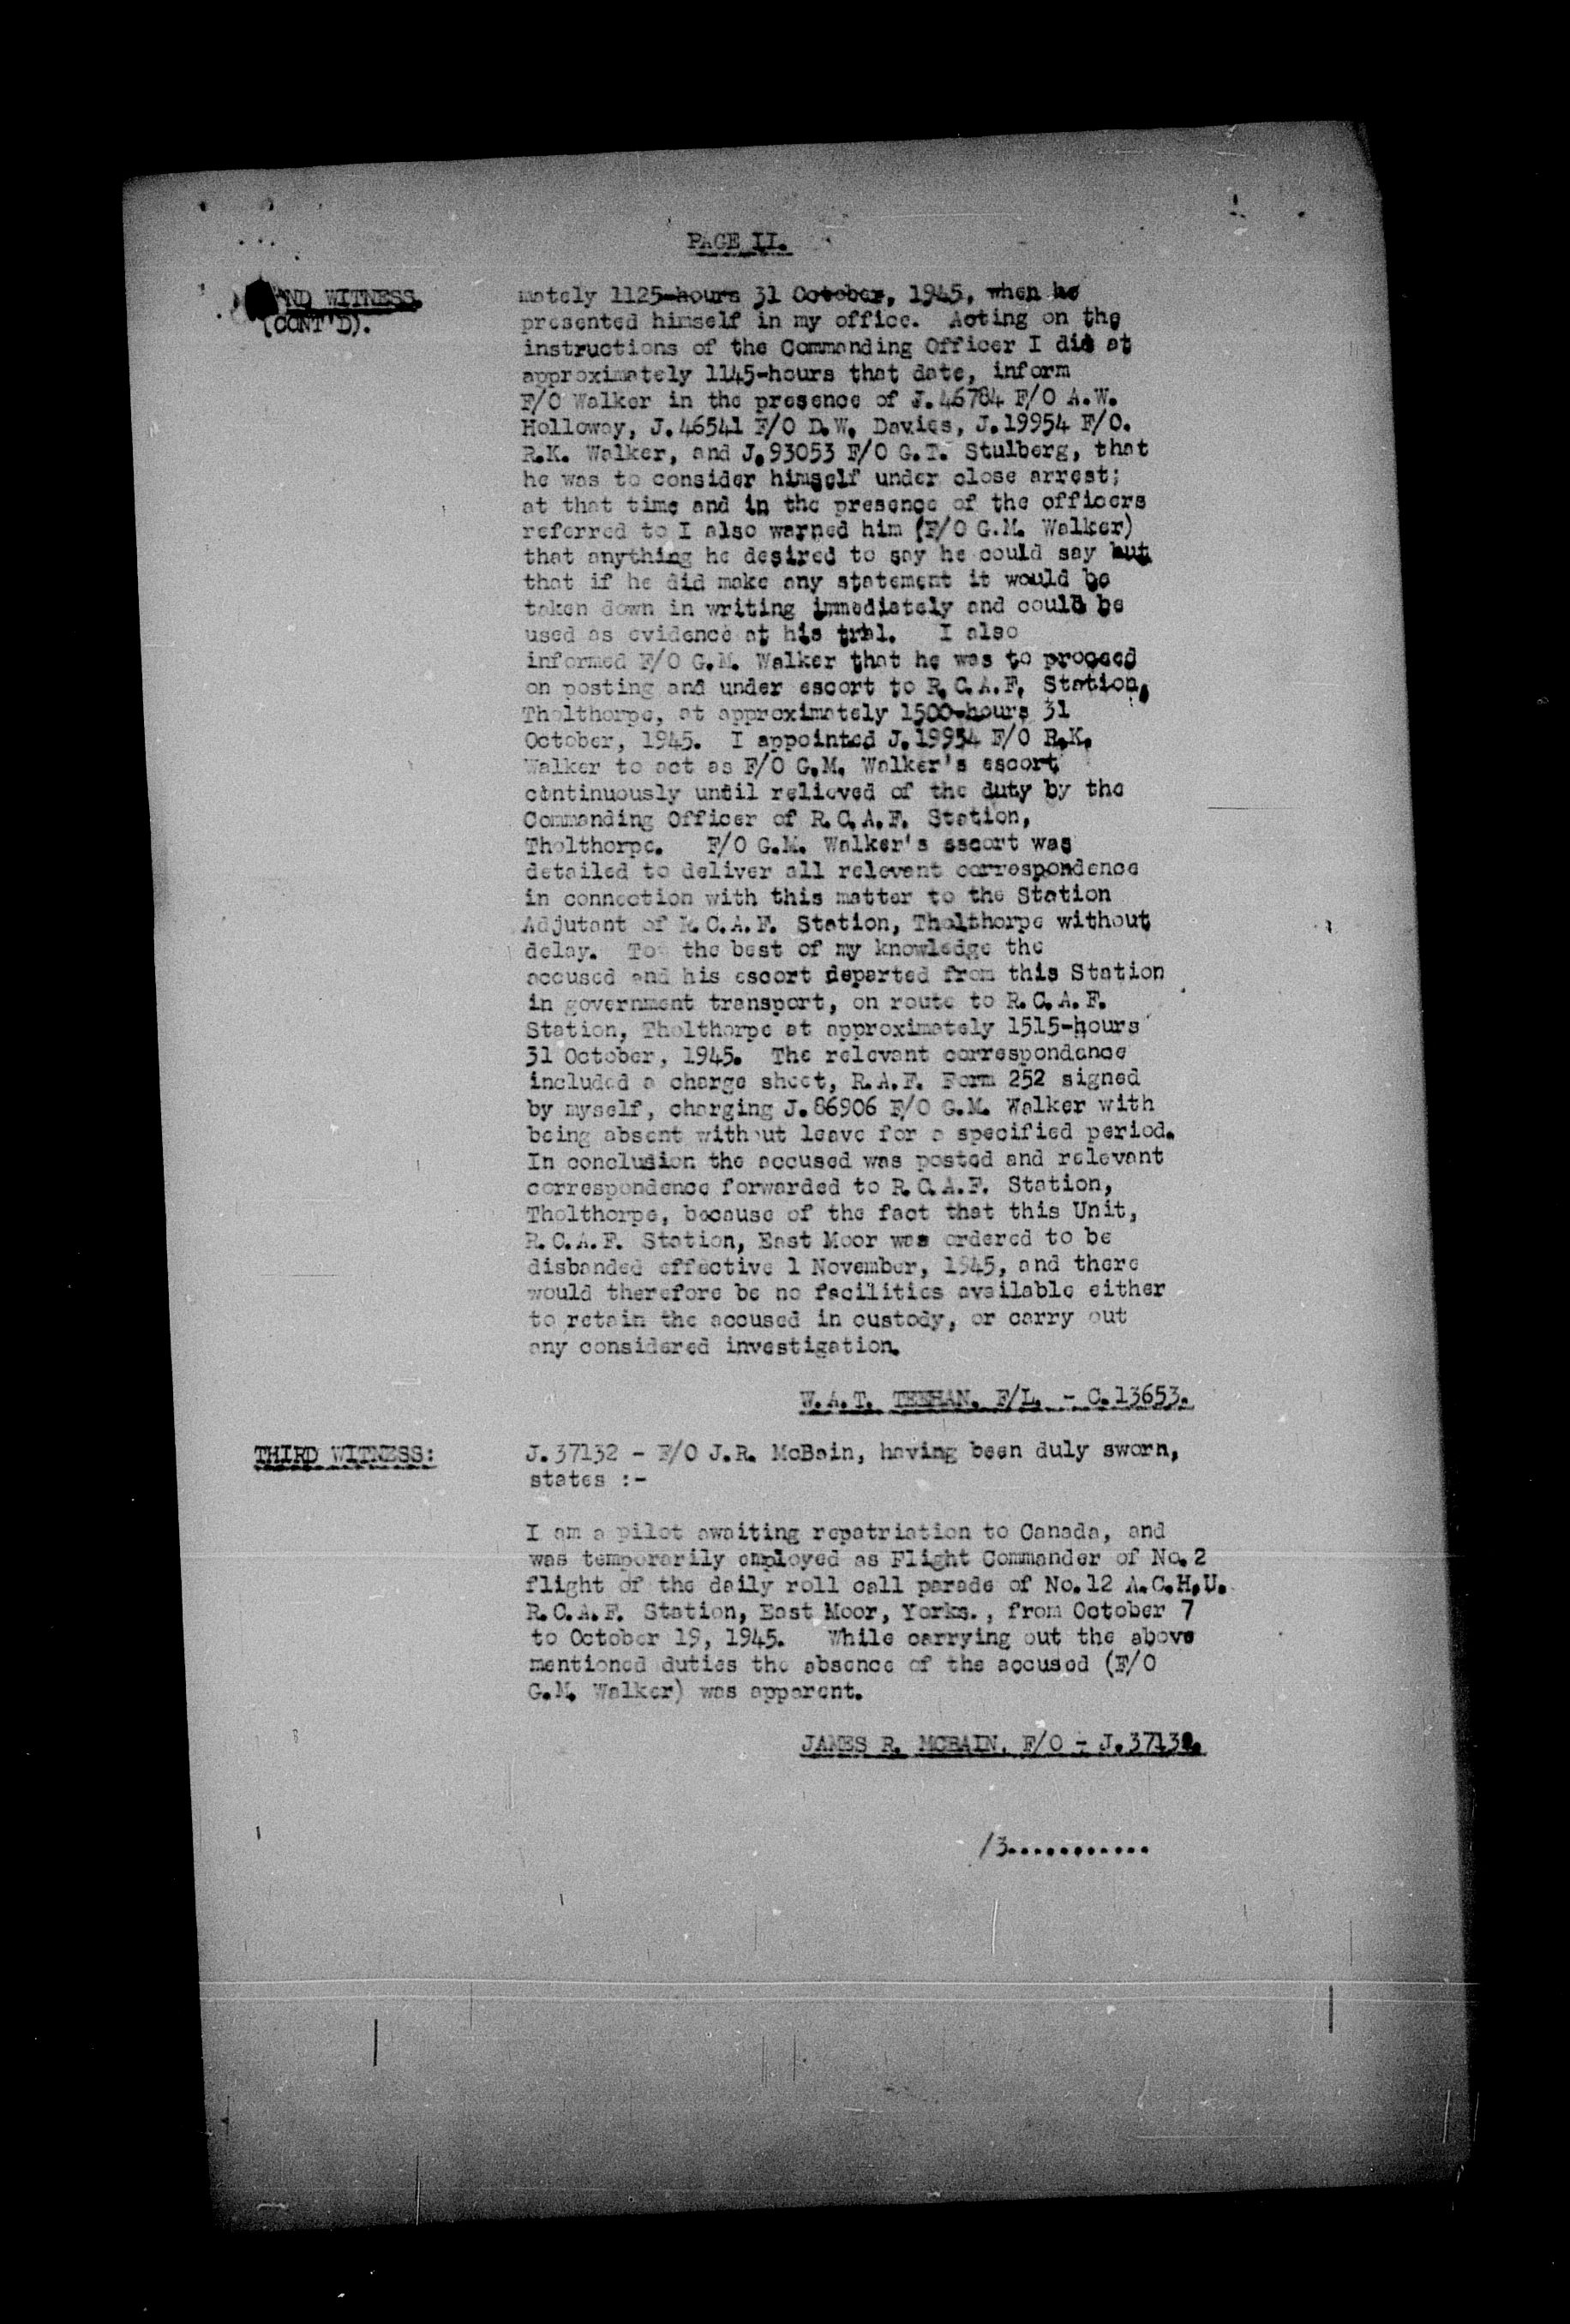 PAGE II.
ND WITNESS.
(CONT'D).
mately 1125-hours 31 October, 1945, when he
presented himself in my office. Acting on the
instructions of the Commanding Officer I did at
approximately 1145-hours that date, inform
F/O Walker in the presence of J.46784 F/O A.W.
Holloway, J.46541 F/O D.W. Davies, J.19954 F/O.
R.K. Walker, and J.93053 F/O G.T. Stulberg, that
he was to consider himself under close arrest;
at that time and in the presence of the officers
referred to I also warned him (F/O G.M. Walker)
that anything he desired to say he could say but
that if he did make any statement it would be
taken down in writing immediately and could be
used as evidence at his tral. I also
informed F/O G.M. Walker that he was to proceed
on posting and under escort to R.C.A.F. Station,
Tholthorpe, at approximately 1500-hours 31
October, 1945. I appointed J.19954 F/O R.K.
Walker to act as F/O G.M. Walker's escort
continuously until relieved of the duty by the
Commanding Officer of R.C.A.F. Station,
Tholthorpe. F/O G.M. Walker's escort was
detailed to deliver all relevant correspondence
in connection with this matter to the Station
Adjutant of R.C.A.F. Station, Tholthorpe without
delay. To the best of my knowledge the
accused and his escort departed from this Station
in government transport, on route to R.C.A.F.
Station, Tholthorpe at approximately 1515-hours
31 October, 1945. The relevant correspondence
included a charge sheet, R.A.F. Form 252 signed
by myself, charging J.86906 F/O G.M. Walker with
being absent without leave for a specified period.
In conclusion the accused was posted and relevant
correspondence forwarded to R.C.A.F. Station,
Tholthorpe, because of the fact that this Unit,
R.C.A.F. Station, East Moor was ordered to be
disbanded effective 1 November, 1945, and there
would therefore be no facilities available either
to retain the accused in custody, or carry out
any considered investigation.
W.A.T. TEEHAN. F/L. - C.13653.
THIRD WITNESS:
J.37132 - F/O J.R. McBain, having been duly sworn,
states :-
I am a pilot awaiting repatriation to Canada, and
was temporarily employed as Flight Commander of No.2
flight of the daily roll call parade of No.12 A.C.H.U.
R.C.A.F. Station, East Moor, Yorks., from October 7
to October 19, 1945. While carrying out the above
mentioned duties the absence of the accused (F/O
G.M. Walker) was apparent.
JAMES R. MCBAIN. F/O - J.37132.
/3............